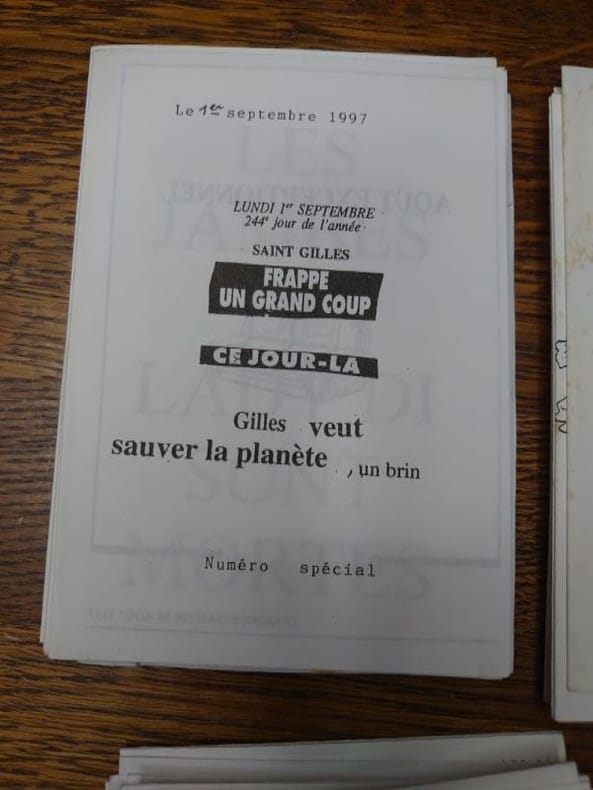 Le 1er septembre 1997
LUNDI 1er SEPTEMBRE
244e jour de l'année
SAINT GILLES
FRAPPE
UN GRAND COUP
CE JOUR-LA
Gilles veut
sauver la planète , un brin
Numéro spécial